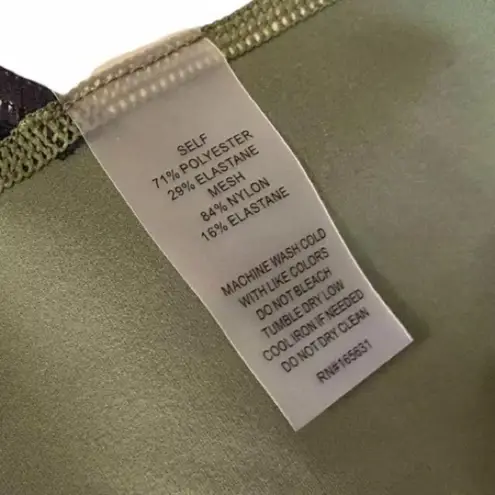 SELF
71% POLYESTER
29% ELASTANE
MESH
84% NYLON
16% ELASTANE
MACHINE WASH COLD
WITH LIKE COLORS
DO NOT BLEACH
TUMBLE DRY LOW
COOL IRON IF NEEDED
DO NOT DRY CLEAN
RN#165631